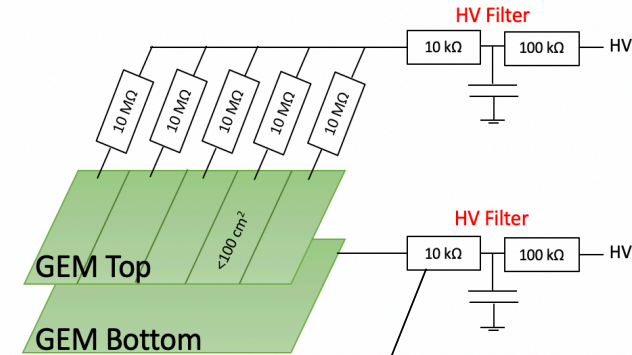 HV Filter
10 kΩ
100 kΩ
HV
10 MΩ
10 MΩ
10 MΩ
10 MΩ
10 MΩ
<100 cm²
GEM Top
HV Filter
10 kΩ
100 kΩ
HV
GEM Bottom